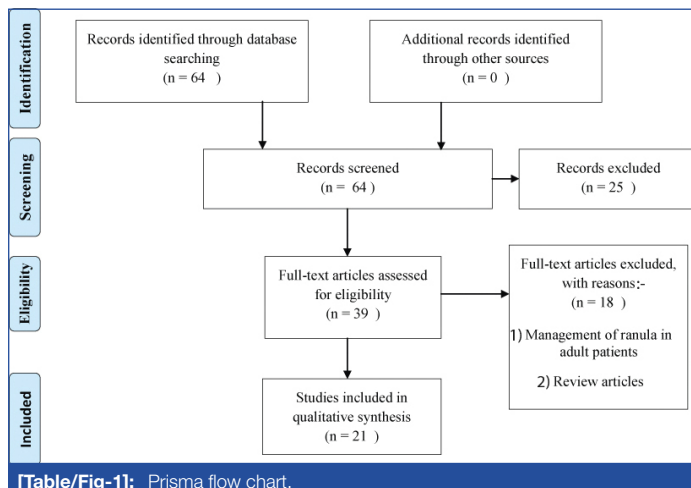 Identification
Records identified through database
searching
(n = 64 )
Additional records identified
through other sources
(n = 0 )
Screening
Records screened
(n = 64 )
Records excluded
(n = 25 )
Eligibility
Full-text articles assessed
for eligibility
(n = 39 )
Full-text articles excluded,
with reasons:-
(n = 18 )
1) Management of ranula in
adult patients
2) Review articles
Included
Studies included in
qualitative synthesis
(n = 21 )
[Table/Fig-1]: Prisma flow chart.